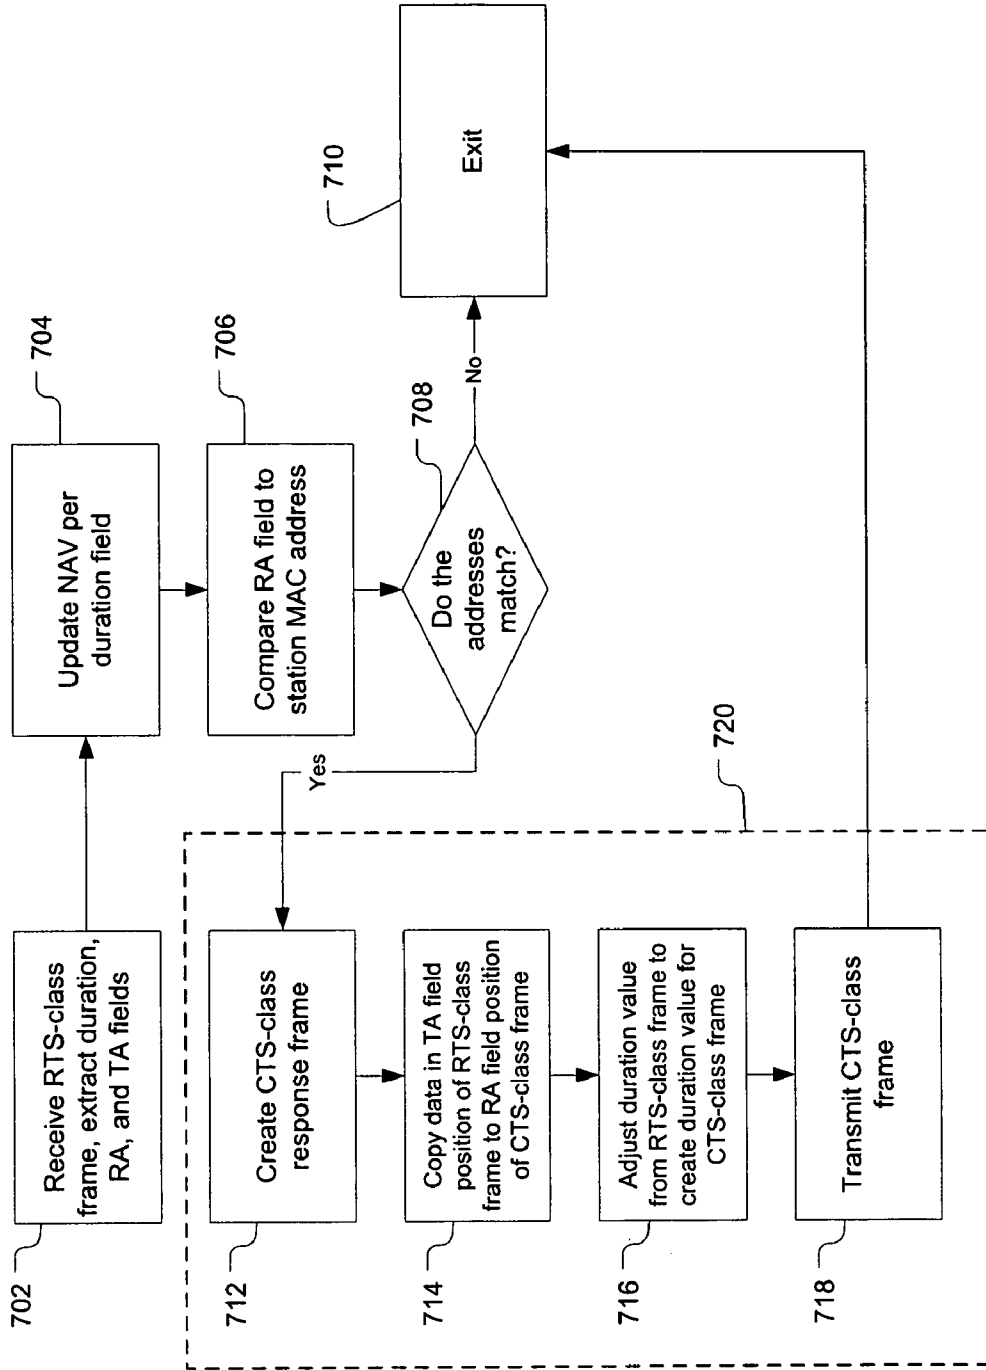 702
Receive RTS-class
frame, extract duration,
RA, and TA fields
704
Update NAV per
duration field
706
Compare RA field to
station MAC address
708
Do the
addresses
match?
No
710
Exit
Yes
712
Create CTS-class
response frame
714
Copy data in TA field
position of RTS-class
frame to RA field position
of CTS-class frame
716
Adjust duration value
from RTS-class frame to
create duration value for
CTS-class frame
718
Transmit CTS-class
frame
720